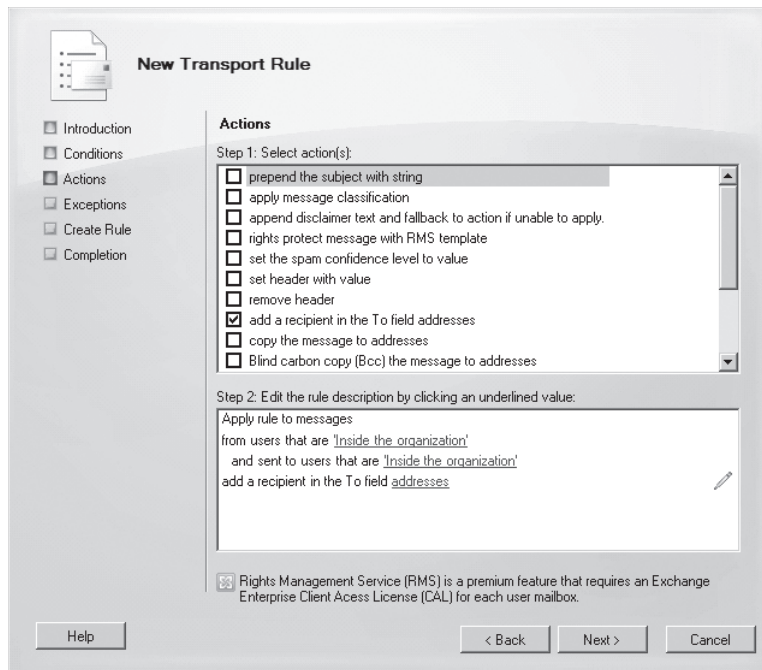 New Transport Rule
Introduction
Conditions
Actions
Exceptions
Create Rule
Completion
Actions
Step 1: Select action(s):
prepend the subject with string
apply message classification
append disclaimer text and fallback to action if unable to apply.
rights protect message with RMS template
set the spam confidence level to value
set header with value
remove header
add a recipient in the To field addresses
copy the message to addresses
Blind carbon copy (Bcc) the message to addresses
Step 2: Edit the rule description by clicking an underlined value:
Apply rule to messages
from users that are 'Inside the organization'
and sent to users that are 'Inside the organization'
add a recipient in the To field addresses
Rights Management Service (RMS) is a premium feature that requires an Exchange
Enterprise Client Acess License (CAL) for each user mailbox.
Help
< Back
Next >
Cancel